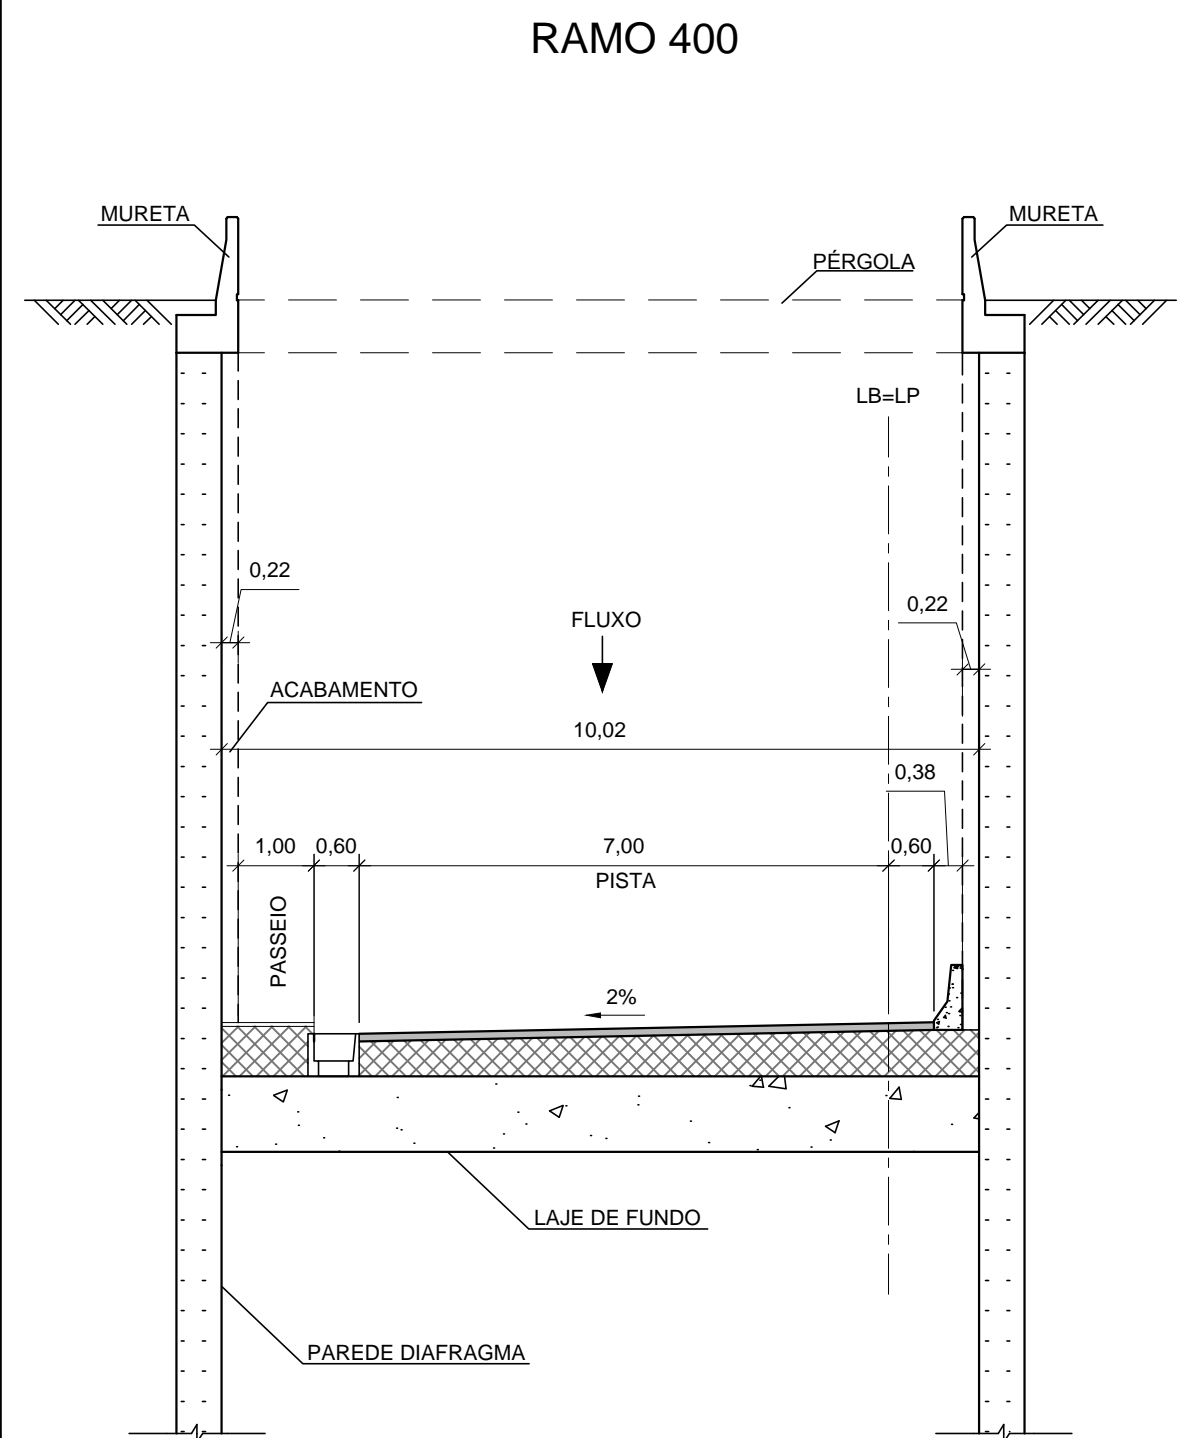 RAMO 400
MURETA
MURETA
PÉRGOLA
LB=LP
0,22
0,22
FLUXO
ACABAMENTO
10,02
0,38
1,00
0,60
7,00
0,60
PISTA
PASSEIO
2%
LAJE DE FUNDO
PAREDE DIAFRAGMA